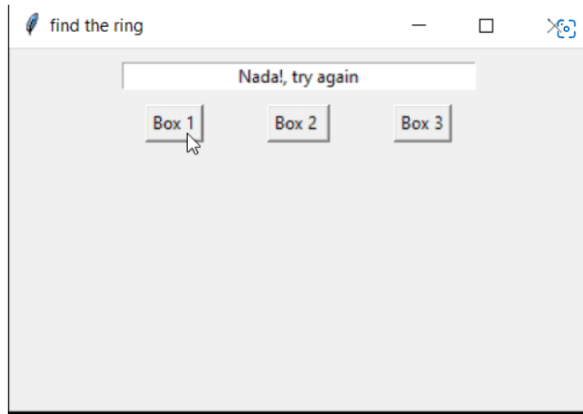 find the ring
Nada!, try again
Box 1 Box 2 Box 3